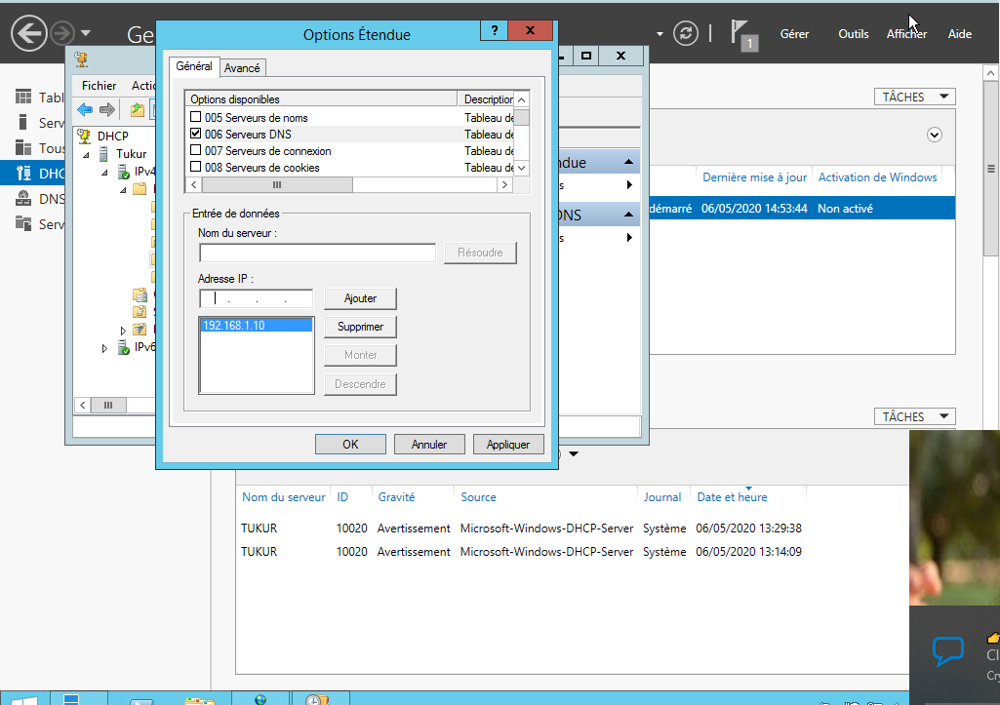 Ge
1
Gérer
Outils
Afficher
Aide
Options Étendue
?
x
Fichier
Actio
Général
Avancé
Options disponibles
Description
005 Serveurs de noms
Tableau de
006 Serveurs DNS
Tableau de
007 Serveurs de connexion
Tableau de
008 Serveurs de cookies
Tableau de
Entrée de données
Nom du serveur :
Résoudre
Adresse IP :
. . .
Ajouter
192.168.1.10
Supprimer
Monter
Descendre
OK
Annuler
Appliquer
Tabl
Serv
Tous
DHC
DNS
Serv
DHCP
Tukur
IPv4
IPv6
ndue
s
DNS
s
TÂCHES
Dernière mise à jour
Activation de Windows
démarré
06/05/2020 14:53:44
Non activé
TÂCHES
Nom du serveur
ID
Gravité
Source
Journal
Date et heure
TUKUR
10020
Avertissement
Microsoft-Windows-DHCP-Server
Système
06/05/2020 13:29:38
TUKUR
10020
Avertissement
Microsoft-Windows-DHCP-Server
Système
06/05/2020 13:14:09
Cl
Cry